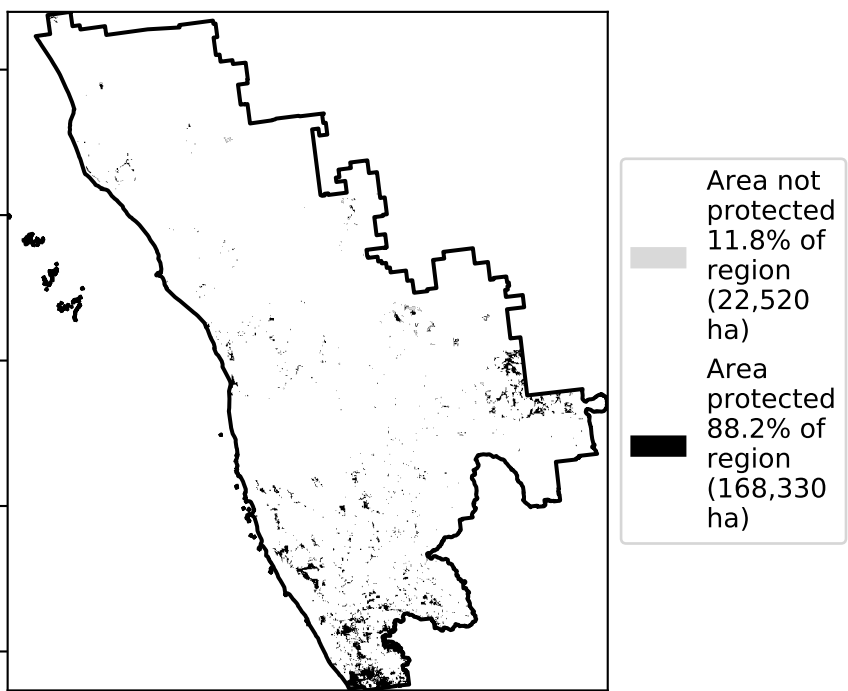 Area not
protected
11.8% of
region
(22,520
ha)
Area
protected
88.2% of
region
(168,330
ha)